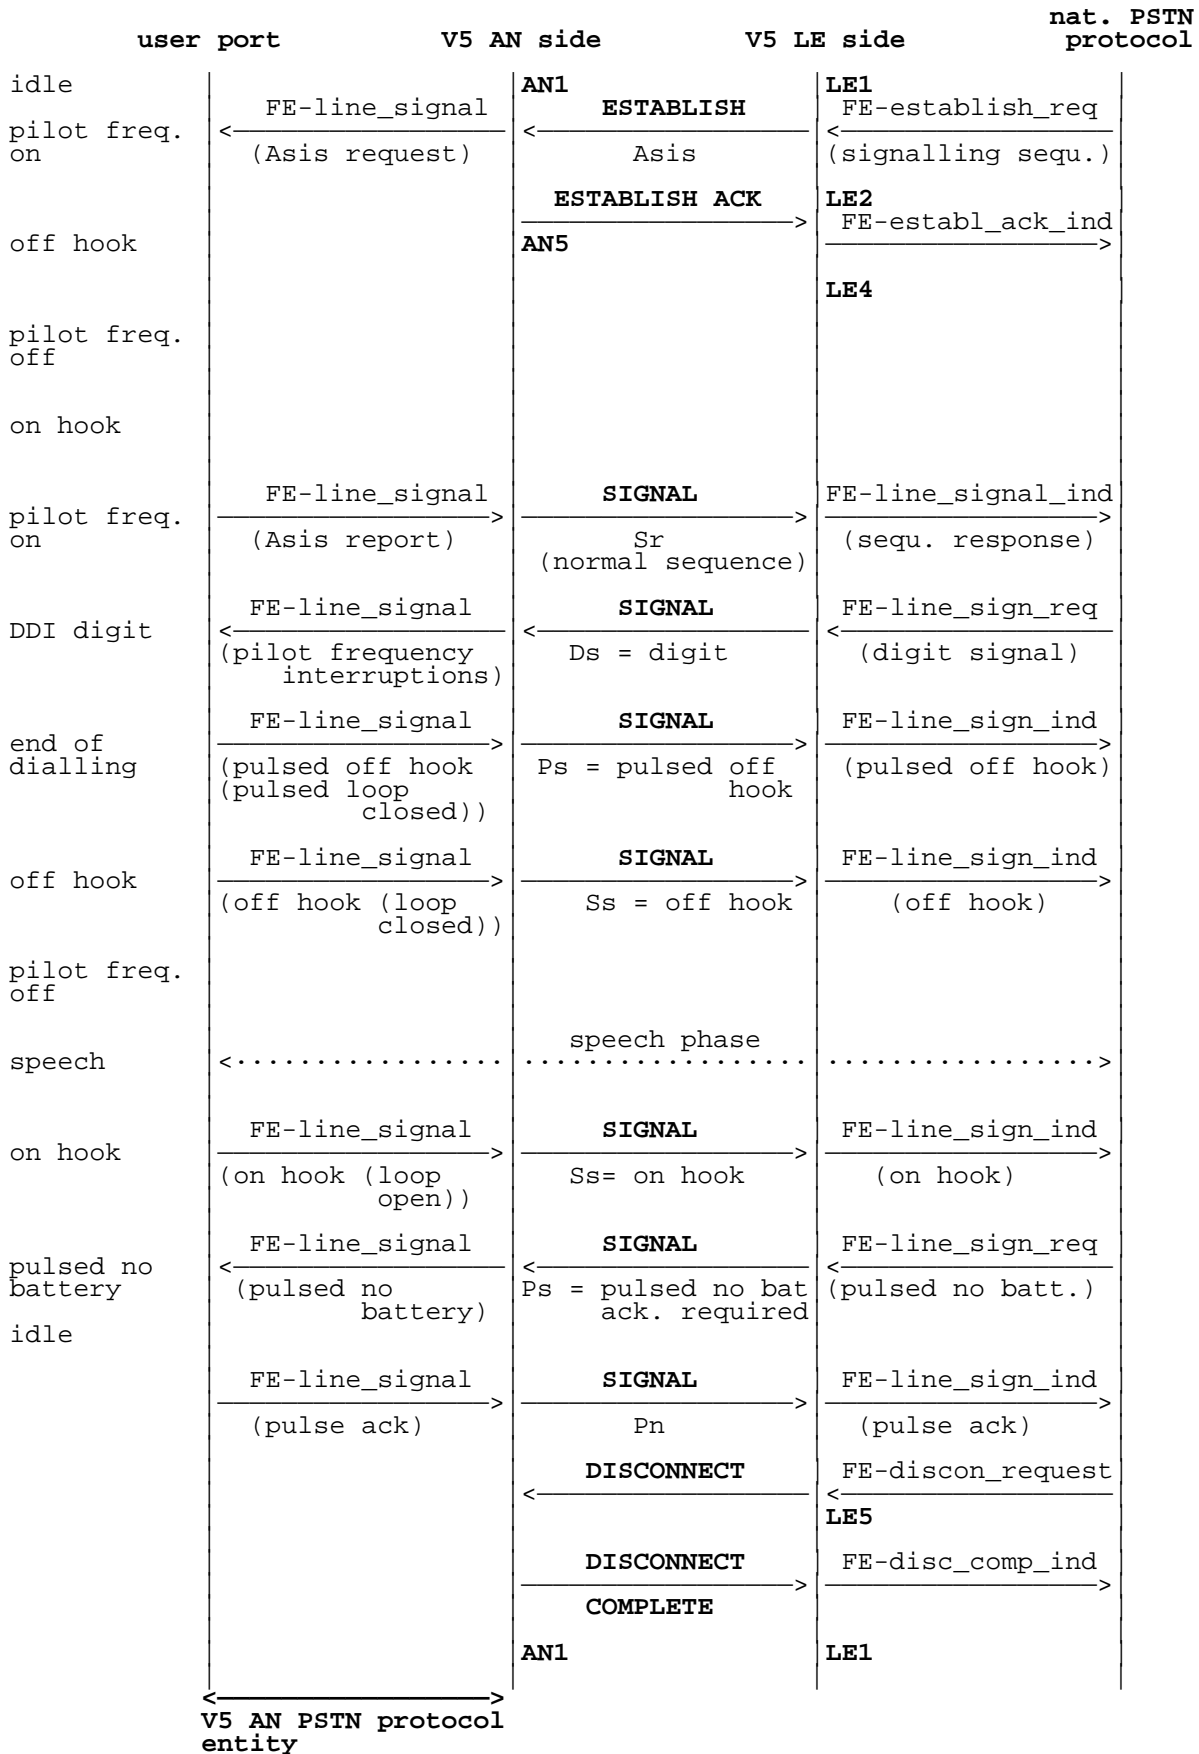 nat. PSTN
user port V5 AN side V5 LE side protocol
idle AN1 LE1
FE-line_signal ESTABLISH FE-establish_req
pilot freq.
on (Asis request) Asis (signalling sequ.)
ESTABLISH ACK LE2
FE-establ_ack_ind
off hook AN5
LE4
pilot freq.
off
on hook
FE-line_signal SIGNAL FE-line_signal_ind
pilot freq.
on (Asis report) Sr (sequ. response)
(normal sequence)
FE-line_signal SIGNAL FE-line_sign_req
DDI digit
(pilot frequency Ds = digit (digit signal)
interruptions)
FE-line_signal SIGNAL FE-line_sign_ind
end of
dialling (pulsed off hook Ps = pulsed off (pulsed off hook)
(pulsed loop hook
closed))
FE-line_signal SIGNAL FE-line_sign_ind
off hook
(off hook (loop Ss = off hook (off hook)
closed))
pilot freq.
off
speech phase
speech
FE-line_signal SIGNAL FE-line_sign_ind
on hook
(on hook (loop Ss= on hook (on hook)
open))
FE-line_signal SIGNAL FE-line_sign_req
pulsed no
battery (pulsed no Ps = pulsed no bat (pulsed no batt.)
battery) ack. required
idle
FE-line_signal SIGNAL FE-line_sign_ind
(pulse ack) Pn (pulse ack)
DISCONNECT FE-discon_request
LE5
DISCONNECT FE-disc_comp_ind
COMPLETE
AN1 LE1
V5 AN PSTN protocol
entity